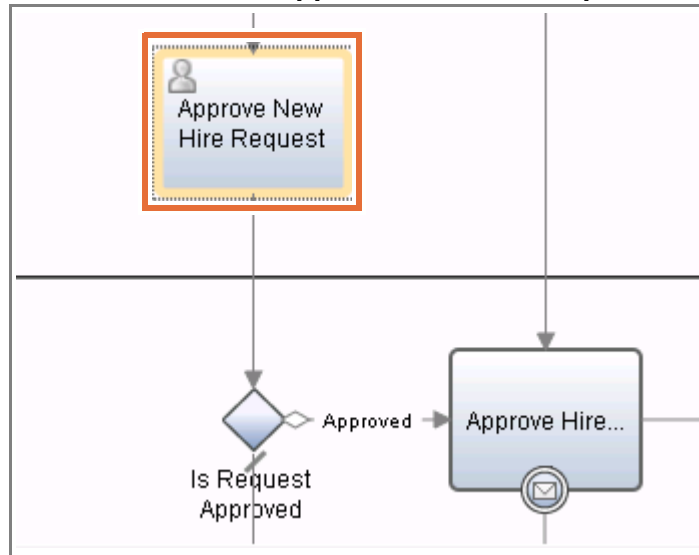 Approve New
Hire Request
Approved
Approve Hire...
Is Request
Approved